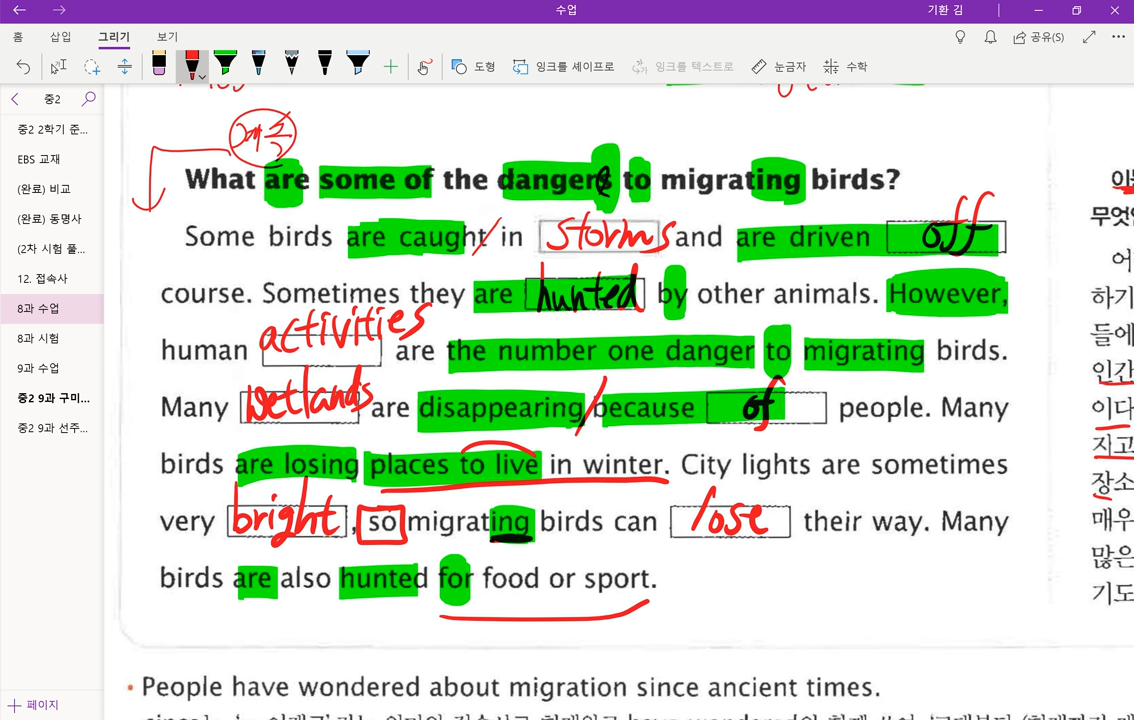 수업
기환 김
홈 삽입 그리기 보기
공유(S)
도형 잉크를 셰이프로 잉크를 텍스트로 눈금자 수학
중2
중2 2학기 준...
EBS 교재
(완료) 비교
(완료) 동명사
(2차 시험 풀...
12. 접속사
8과 수업
8과 시험
9과 수업
중2 9과 구미...
중2 9과 선주...
페이지
What are some of the dangers to migrating birds?
Some birds are caught in storms and are driven off
course. Sometimes they are hunted by other animals. However,
human activities are the number one danger to migrating birds.
Many wetlands are disappearing because of people. Many
birds are losing places to live in winter. City lights are sometimes
very bright, so migrating birds can lose their way. Many
birds are also hunted for food or sport.
무엇인
어
하기
들에
인간
이다
지고
장소
매우
많은
기도
• People have wondered about migration since ancient times.